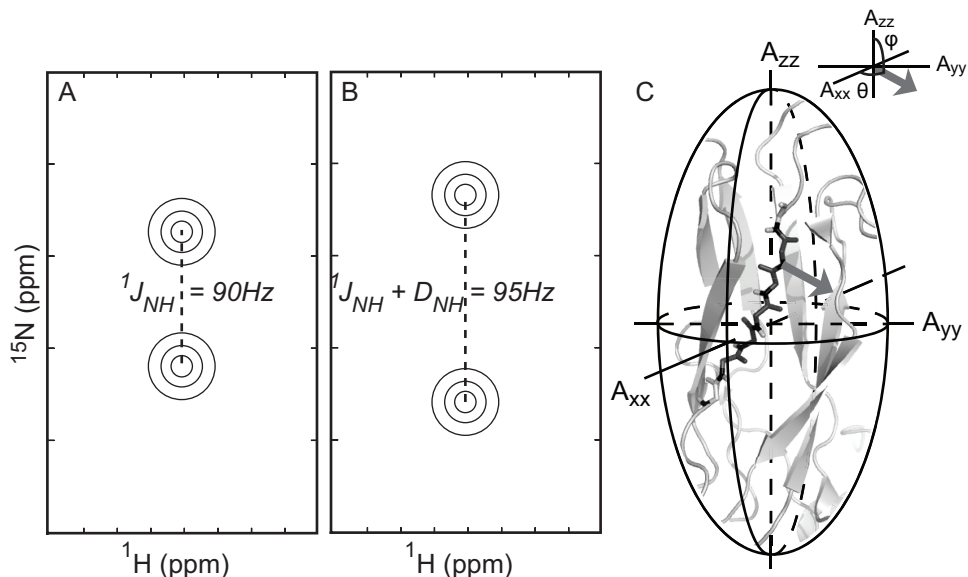 A
¹J_NH = 90Hz
¹⁵N (ppm)
¹H (ppm)
B
¹J_NH + D_NH = 95Hz
¹H (ppm)
C
A_zz
A_yy
A_xx
A_zz
φ
A_yy
A_xx θ